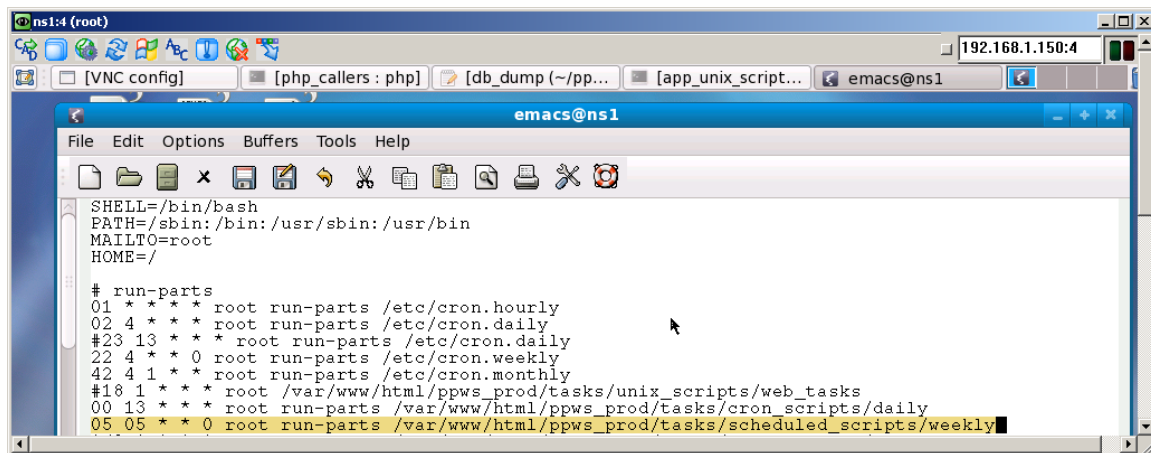 ns1:4 (root)
192.168.1.150:4
[VNC config] [php_callers : php] [db_dump (~/pp... [app_unix_script... emacs@ns1
emacs@ns1
File Edit Options Buffers Tools Help
SHELL=/bin/bash
PATH=/sbin:/bin:/usr/sbin:/usr/bin
MAILTO=root
HOME=/
# run-parts
01 * * * * root run-parts /etc/cron.hourly
02 4 * * * root run-parts /etc/cron.daily
#23 13 * * * root run-parts /etc/cron.daily
22 4 * * 0 root run-parts /etc/cron.weekly
42 4 1 * * root run-parts /etc/cron.monthly
#18 1 * * * root /var/www/html/ppws_prod/tasks/unix_scripts/web_tasks
00 13 * * * root run-parts /var/www/html/ppws_prod/tasks/cron_scripts/daily
05 05 * * 0 root run-parts /var/www/html/ppws_prod/tasks/scheduled_scripts/weekly